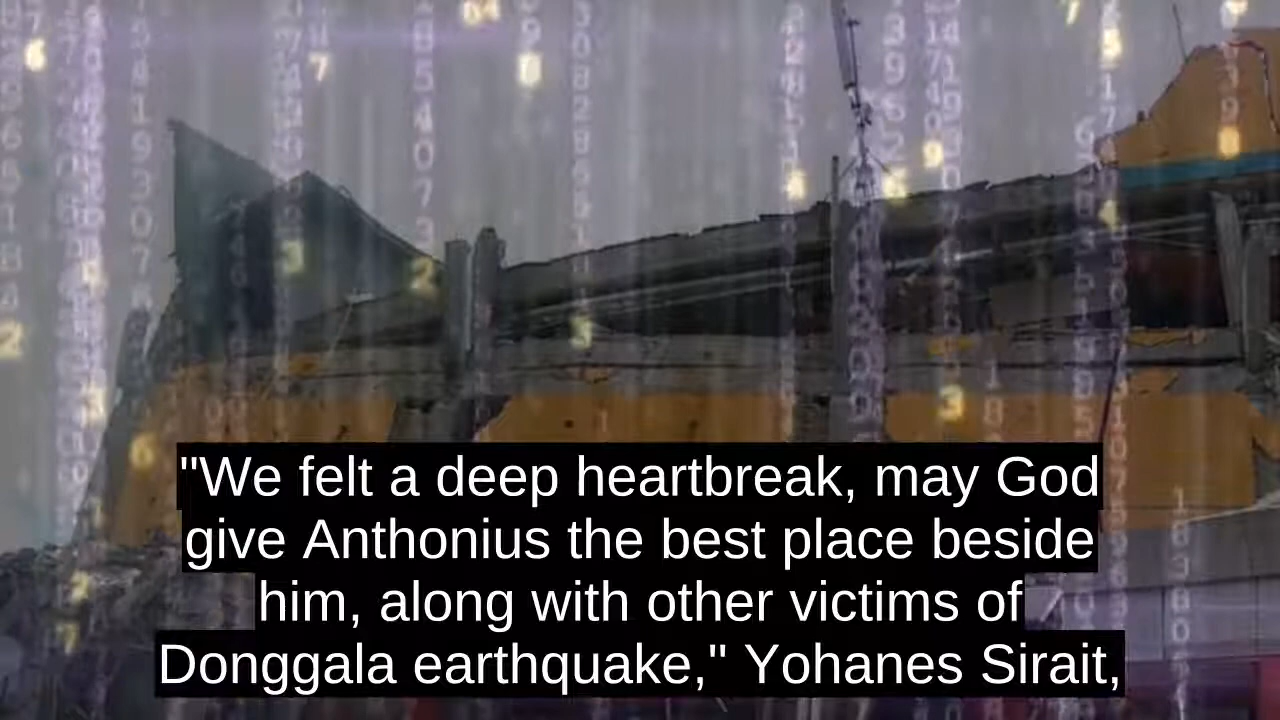 "We felt a deep heartbreak, may God
give Anthonius the best place beside
him, along with other victims of
Donggala earthquake," Yohanes Sirait,